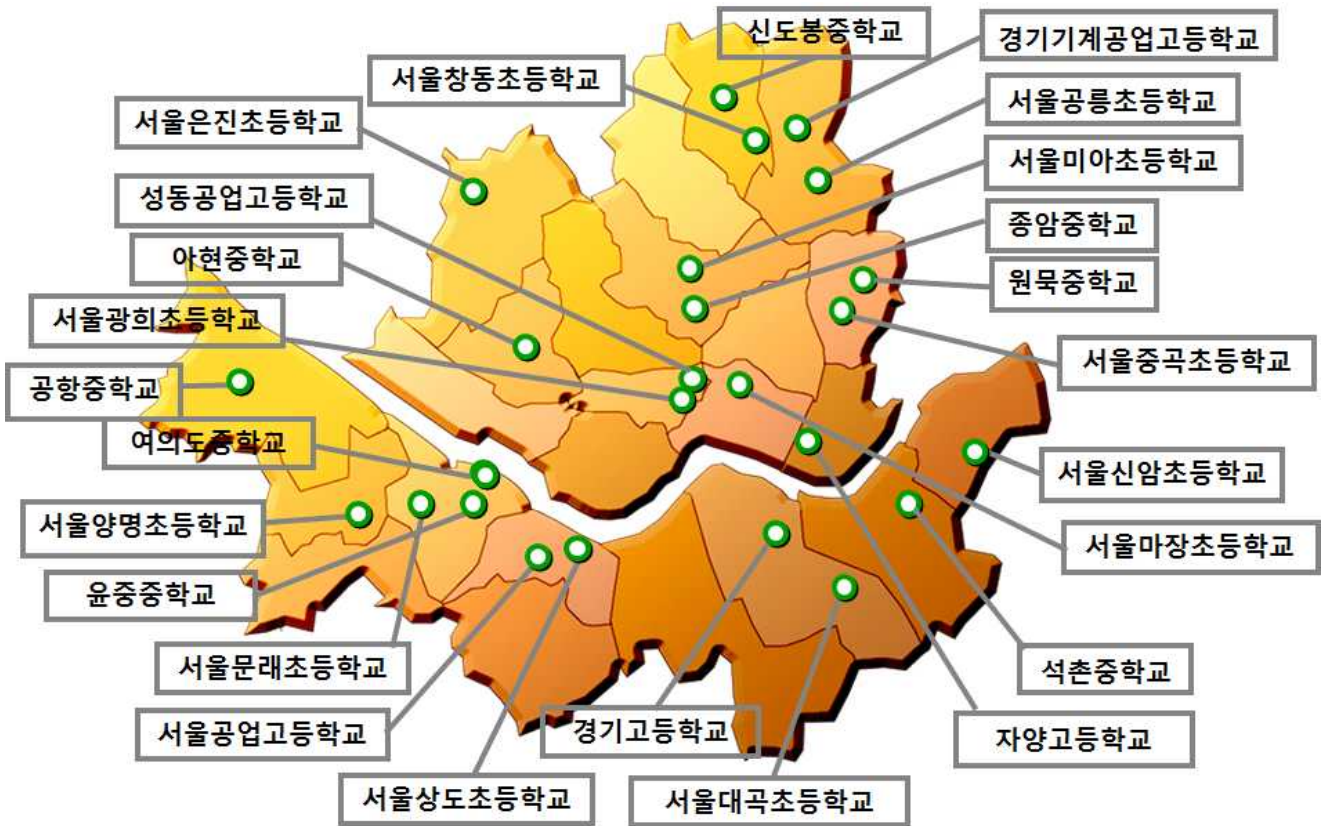 신도봉중학교
경기기계공업고등학교
서울창동초등학교
서울공릉초등학교
서울은진초등학교
서울미아초등학교
성동공업고등학교
종암중학교
아현중학교
원묵중학교
서울광희초등학교
서울중곡초등학교
공항중학교
여의도중학교
서울신암초등학교
서울양명초등학교
서울마장초등학교
윤중중학교
서울문래초등학교
석촌중학교
서울공업고등학교
경기고등학교
자양고등학교
서울상도초등학교
서울대곡초등학교